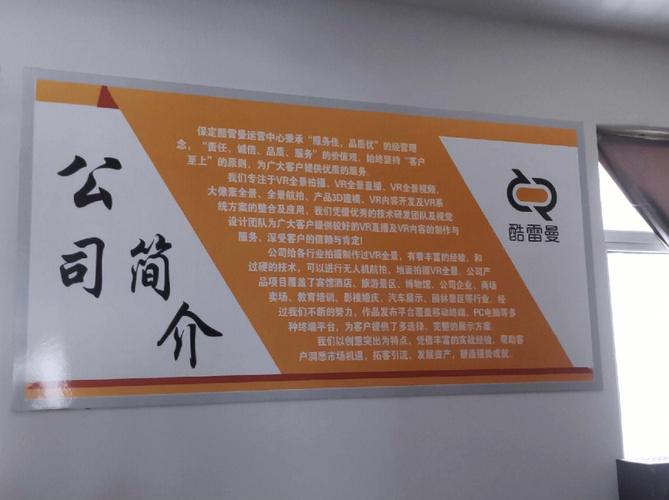 公司简介
保定酷雷曼运营中心秉承“服务佳，品质优”的经营理
念，“责任、诚信、品质、服务”的价值观，始终坚持“客户
至上”的原则，为广大客户提供优质的服务。
我们专注于VR全景拍摄，VR全景直播，VR全景视频，
大像素全景、全景航拍、产品3D建模，VR内容开发及VR系
统方案的整合及应用，我们凭借优秀的技术研发团队及视觉
设计团队为广大客户提供较好的VR直播及VR内容的制作与
服务，深受客户的信赖与肯定!
公司给各行业拍摄制作过VR全景，有着丰富的经验，和
过硬的技术，可以进行无人机航拍，地面拍摄VR全景，公司产
品项目覆盖了宾馆酒店、旅游景区、博物馆、公司企业，商场
卖场、教育培训、影楼婚庆、汽车展示、园林景区等行业，经
过我们不断的努力，作品发布平台覆盖移动终端，PC电脑等多
种终端平台，为客户提供了多选择，完整的展示方案.
我们以创意突出为特点，凭借丰富的实战经验，帮助客
户洞悉市场机遇，拓客引流，发展资产，塑造强势成就.
酷雷曼